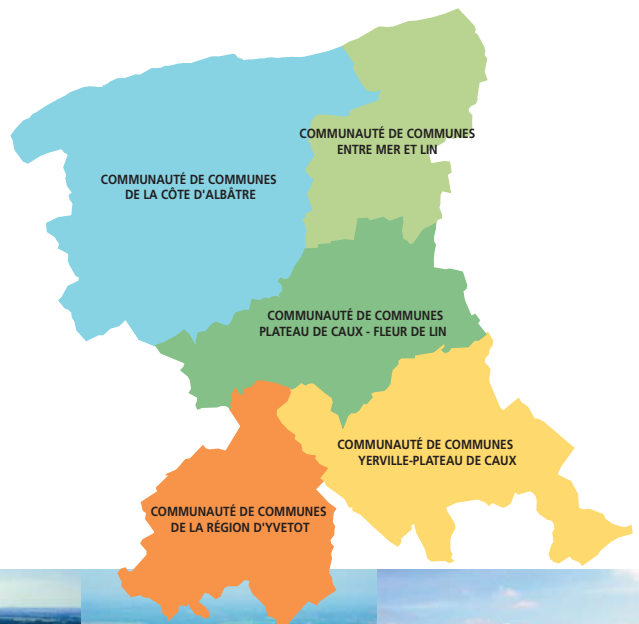 COMMUNAUTÉ DE COMMUNES
ENTRE MER ET LIN
COMMUNAUTÉ DE COMMUNES
DE LA CÔTE D'ALBÂTRE
COMMUNAUTÉ DE COMMUNES
PLATEAU DE CAUX - FLEUR DE LIN
COMMUNAUTÉ DE COMMUNES
YERVILLE-PLATEAU DE CAUX
COMMUNAUTÉ DE COMMUNES
DE LA RÉGION D'YVETOT